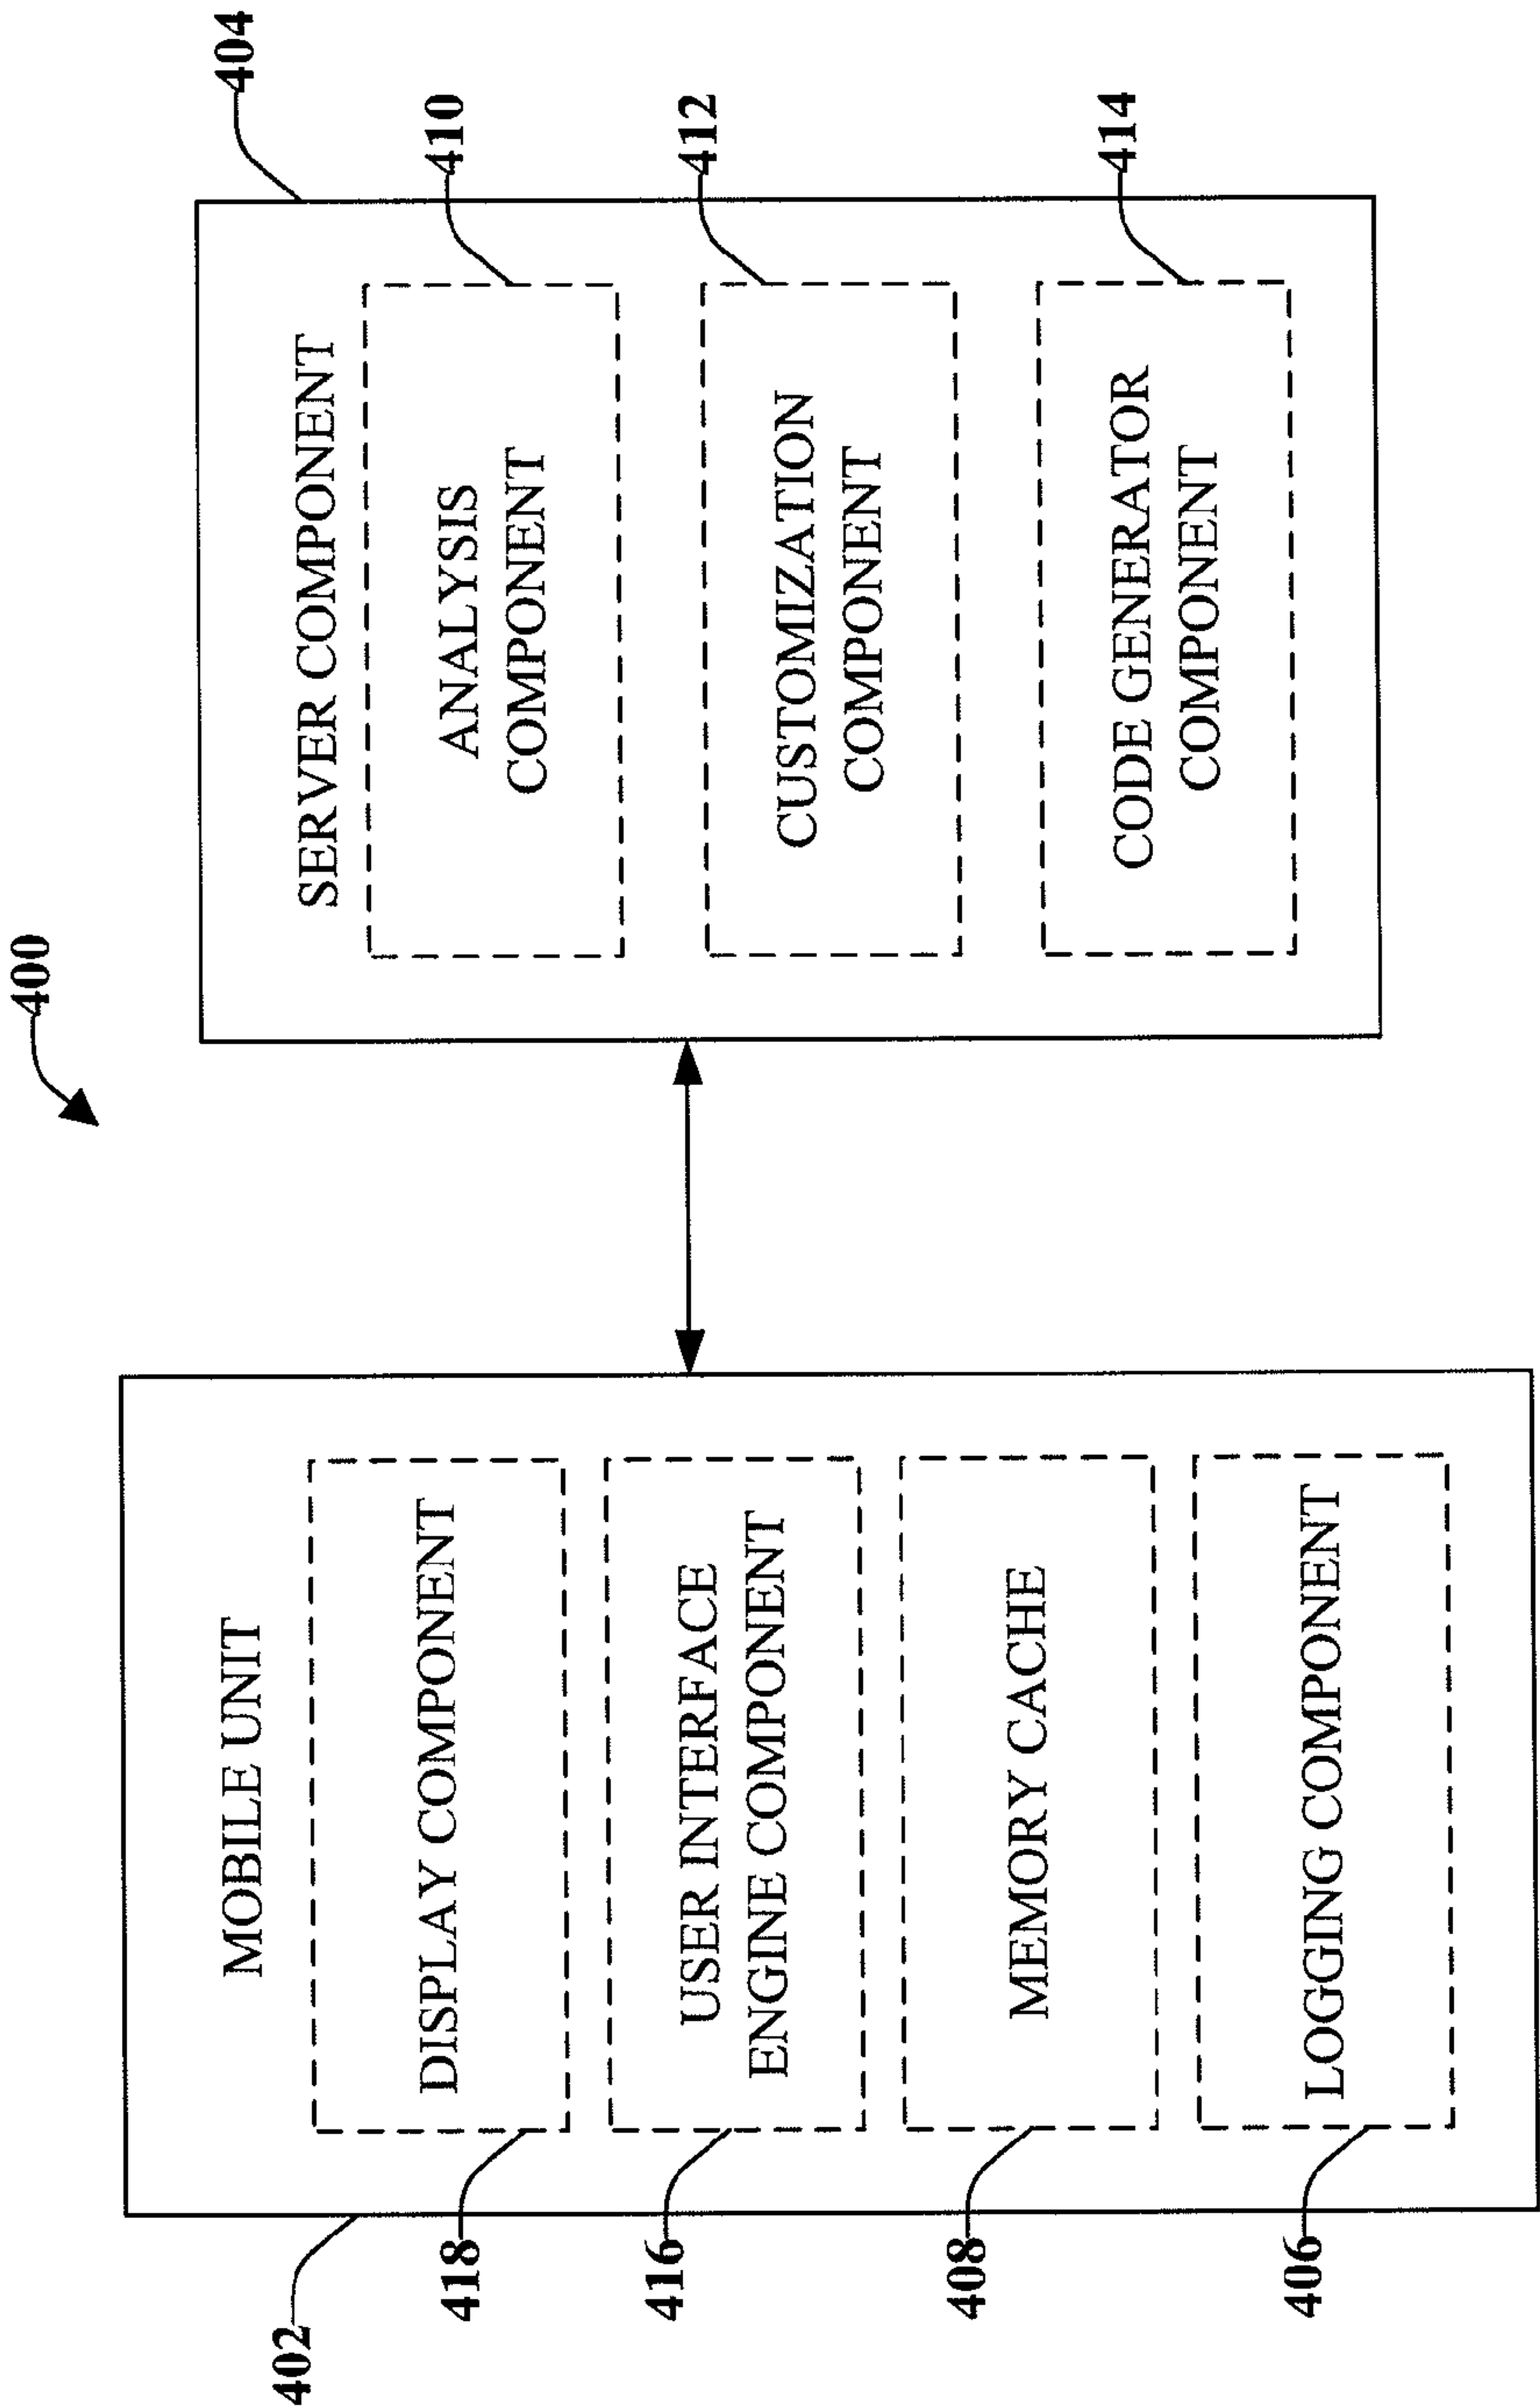 400
402
MOBILE UNIT
418
DISPLAY COMPONENT
416
USER INTERFACE
ENGINE COMPONENT
408
MEMORY CACHE
406
LOGGING COMPONENT
404
SERVER COMPONENT
410
ANALYSIS
COMPONENT
412
CUSTOMIZATION
COMPONENT
414
CODE GENERATOR
COMPONENT